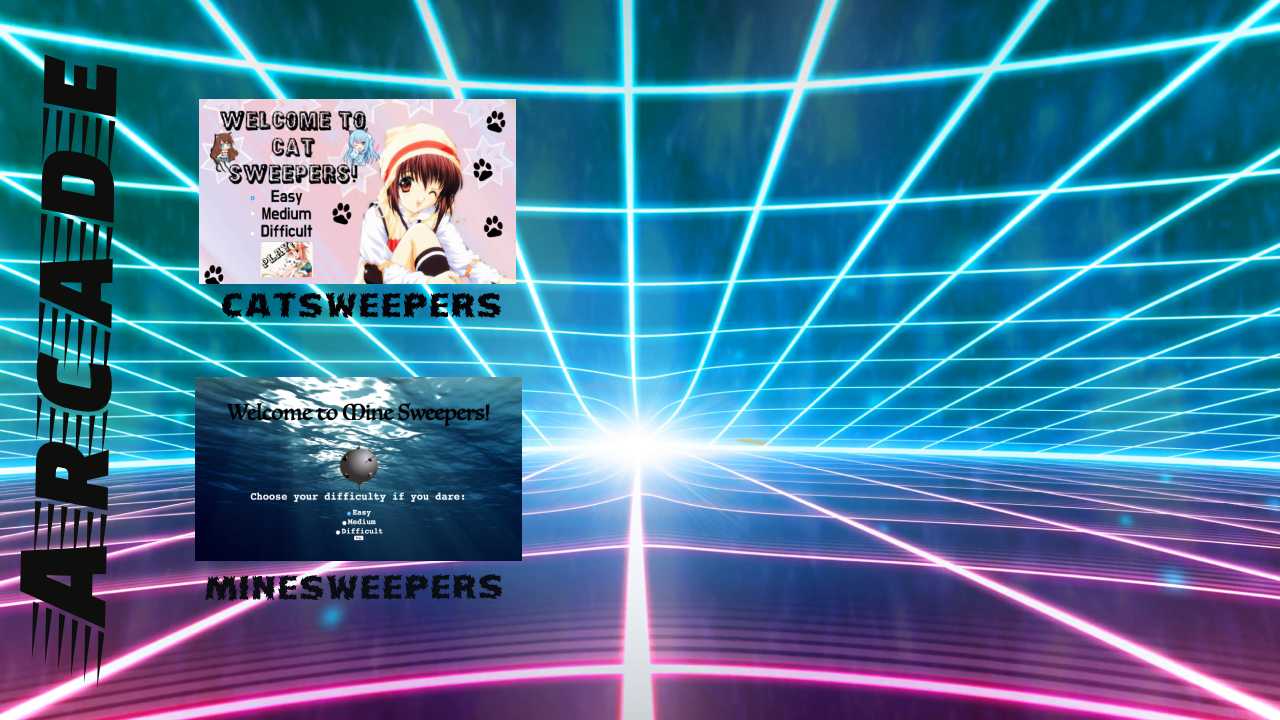 ARCADE
WELCOME TO
CAT
SWEEPERS!
Easy
Medium
Difficult
PLAY!
CATSWEEPERS
Welcome to Mine Sweepers!
Choose your difficulty if you dare:
Easy
Medium
Difficult
MINESWEEPERS